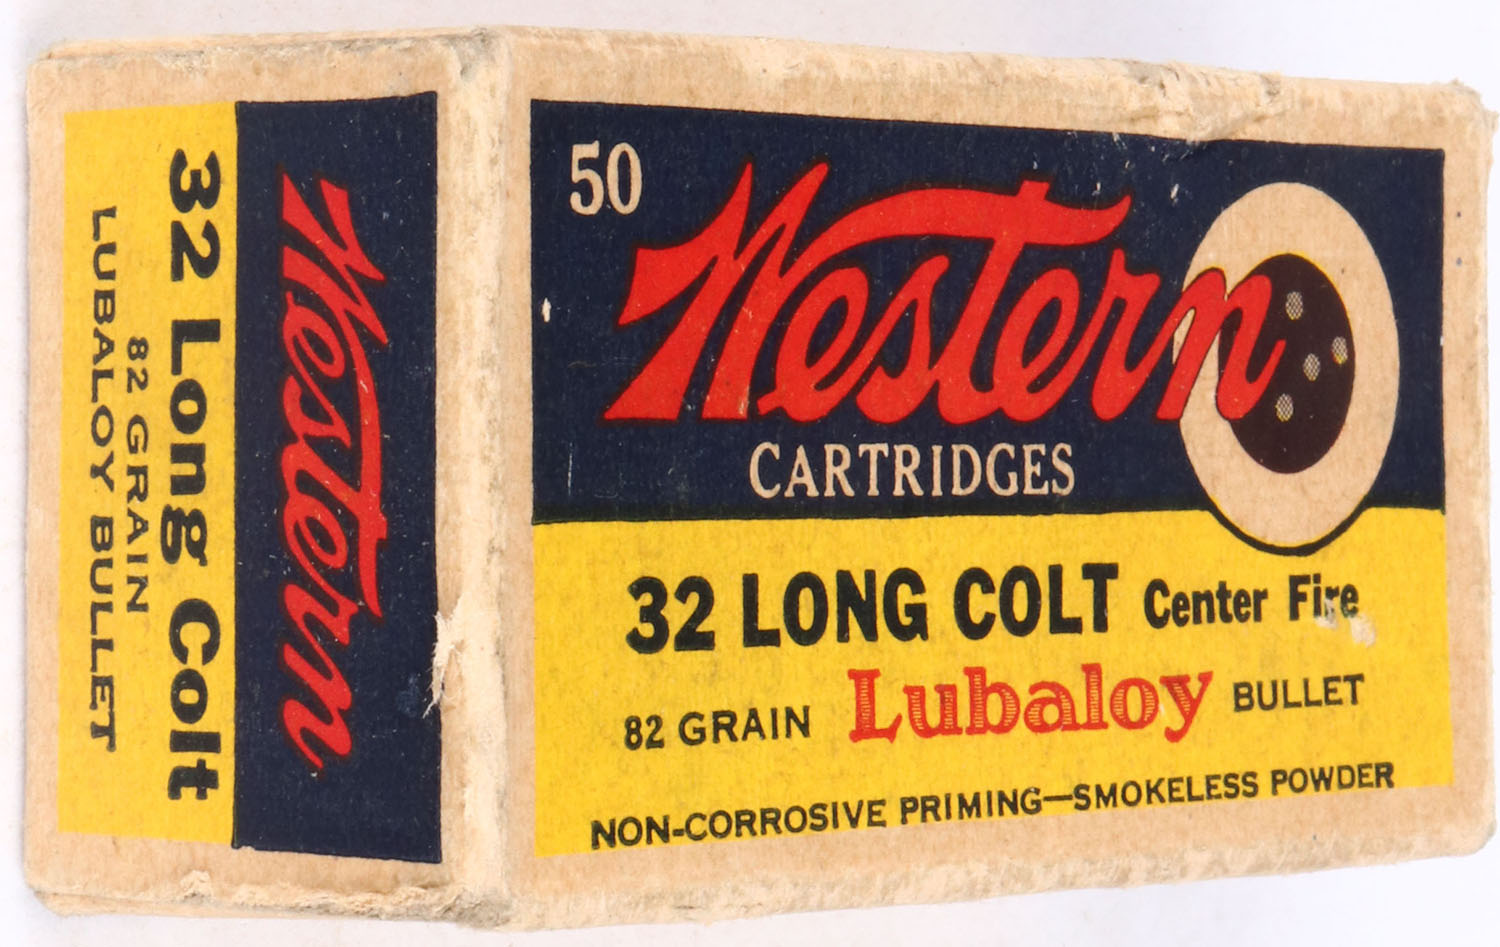 50
Western
CARTRIDGES
32 LONG COLT Center Fire
82 GRAIN Lubaloy BULLET
NON-CORROSIVE PRIMING—SMOKELESS POWDER
Western
32 Long Colt
82 GRAIN
LUBALOY BULLET